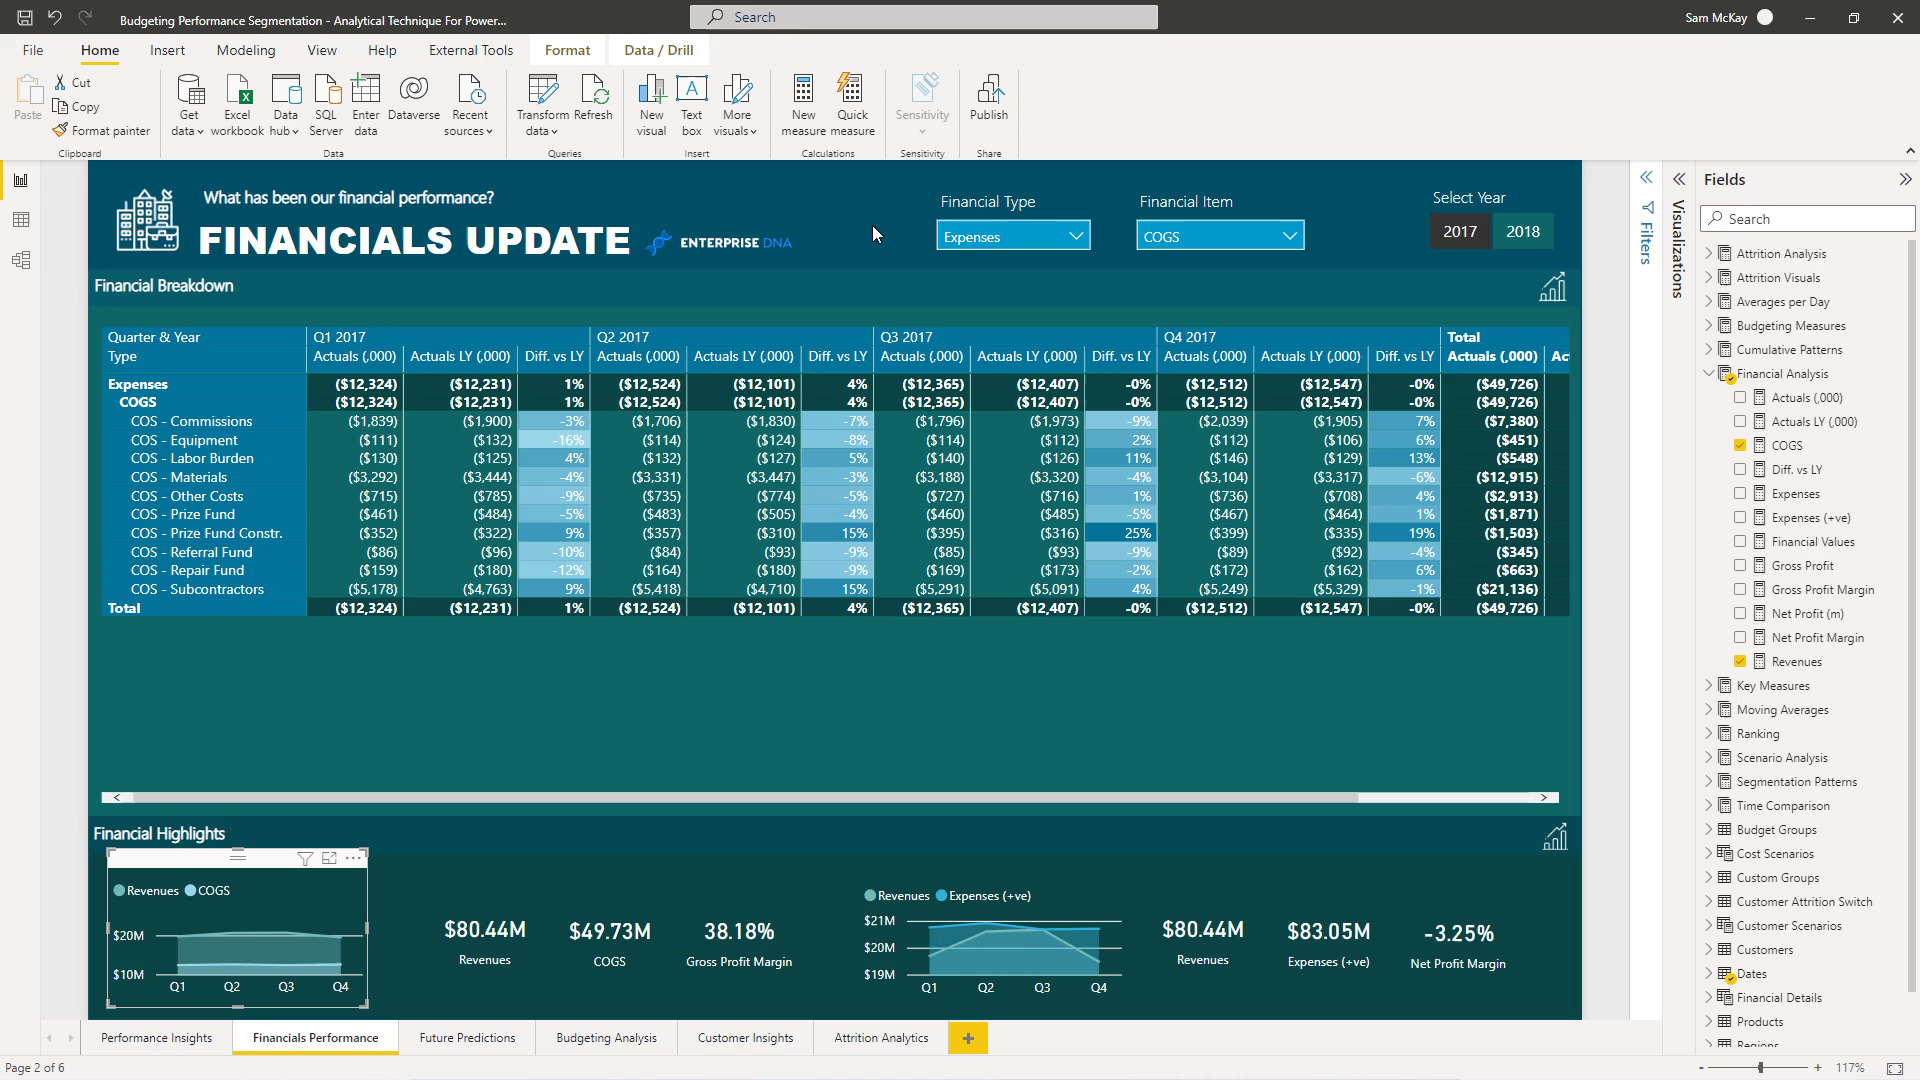 Budgeting Performance Segmentation - Analytical Technique For Power...
Search
Sam McKay
File Home Insert Modeling View Help External Tools Format Data / Drill
Paste
Cut
Copy
Format painter
Clipboard
Get data
Excel workbook
Data hub
SQL Server
Enter data
Dataverse
Recent sources
Data
Transform data
Refresh
Queries
New visual
Text box
More visuals
Insert
New measure
Quick measure
Calculations
Sensitivity
Sensitivity
Publish
Share
What has been our financial performance?
FINANCIALS UPDATE
ENTERPRISE DNA
Financial Type
Expenses
Financial Item
COGS
Select Year
2017 2018
Financial Breakdown
Quarter & Year Q1 2017 Q2 2017 Q3 2017 Q4 2017 Total
Type Actuals (,000) Actuals LY (,000) Diff. vs LY Actuals (,000) Actuals LY (,000) Diff. vs LY Actuals (,000) Actuals LY (,000) Diff. vs LY Actuals (,000) Actuals LY (,000) Diff. vs LY Actuals (,000)
Expenses ($12,324) ($12,231) 1% ($12,524) ($12,101) 4% ($12,365) ($12,407) -0% ($12,512) ($12,547) -0% ($49,726)
COGS ($12,324) ($12,231) 1% ($12,524) ($12,101) 4% ($12,365) ($12,407) -0% ($12,512) ($12,547) -0% ($49,726)
COS - Commissions ($1,839) ($1,900) -3% ($1,706) ($1,830) -7% ($1,796) ($1,973) -9% ($2,039) ($1,905) 7% ($7,380)
COS - Equipment ($111) ($132) -16% ($114) ($124) -8% ($114) ($112) 2% ($112) ($106) 6% ($451)
COS - Labor Burden ($130) ($125) 4% ($132) ($127) 5% ($140) ($126) 11% ($146) ($129) 13% ($548)
COS - Materials ($3,292) ($3,444) -4% ($3,331) ($3,447) -3% ($3,188) ($3,320) -4% ($3,104) ($3,317) -6% ($12,915)
COS - Other Costs ($715) ($785) -9% ($735) ($774) -5% ($727) ($716) 1% ($736) ($708) 4% ($2,913)
COS - Prize Fund ($461) ($484) -5% ($483) ($505) -4% ($460) ($485) -5% ($467) ($464) 1% ($1,871)
COS - Prize Fund Constr. ($352) ($322) 9% ($357) ($310) 15% ($395) ($316) 25% ($399) ($335) 19% ($1,503)
COS - Referral Fund ($86) ($96) -10% ($84) ($93) -9% ($85) ($93) -9% ($89) ($92) -4% ($345)
COS - Repair Fund ($159) ($180) -12% ($164) ($180) -9% ($169) ($173) -2% ($172) ($162) 6% ($663)
COS - Subcontractors ($5,178) ($4,763) 9% ($5,418) ($4,710) 15% ($5,291) ($5,091) 4% ($5,249) ($5,329) -1% ($21,136)
Total ($12,324) ($12,231) 1% ($12,524) ($12,101) 4% ($12,365) ($12,407) -0% ($12,512) ($12,547) -0% ($49,726)
Financial Highlights
Revenues COGS
$20M
$10M
Q1 Q2 Q3 Q4
$80.44M
Revenues
$49.73M
COGS
38.18%
Gross Profit Margin
Revenues Expenses (+ve)
$21M
$20M
$19M
Q1 Q2 Q3 Q4
$80.44M
Revenues
$83.05M
Expenses (+ve)
-3.25%
Net Profit Margin
Performance Insights Financials Performance Future Predictions Budgeting Analysis Customer Insights Attrition Analytics
Page 2 of 6
117%
Filters
Visualizations
Fields
Search
Attrition Analysis
Attrition Visuals
Averages per Day
Budgeting Measures
Cumulative Patterns
Financial Analysis
Actuals (,000)
Actuals LY (,000)
COGS
Diff. vs LY
Expenses
Expenses (+ve)
Financial Values
Gross Profit
Gross Profit Margin
Net Profit (m)
Net Profit Margin
Revenues
Key Measures
Moving Averages
Ranking
Scenario Analysis
Segmentation Patterns
Time Comparison
Budget Groups
Cost Scenarios
Custom Groups
Customer Attrition Switch
Customer Scenarios
Customers
Dates
Financial Details
Products
Regions